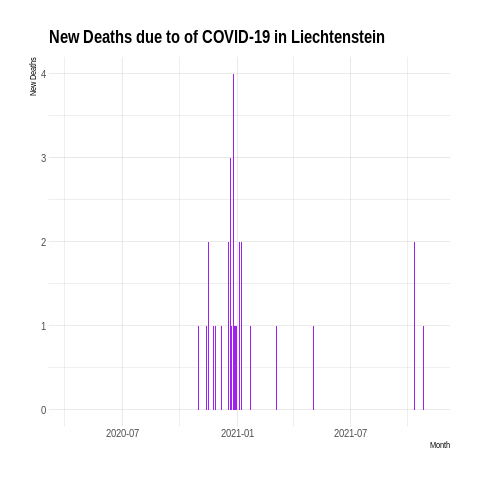 New Deaths due to of COVID-19 in Liechtenstein
New Deaths
4
3
2
1
0
2020-07
2021-01
2021-07
Month